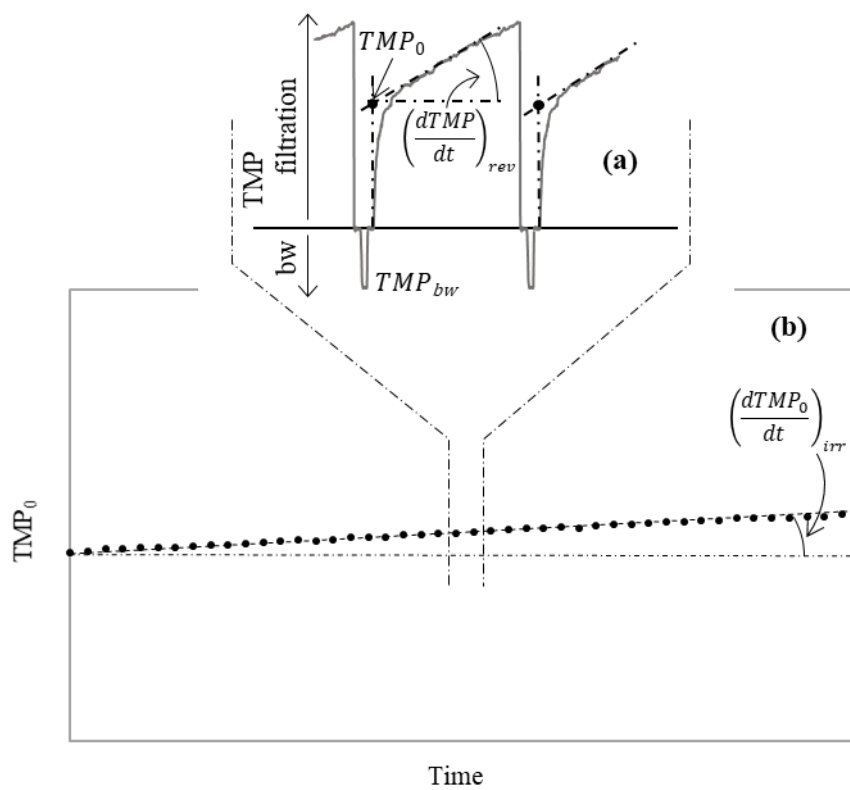 TMP₀
filtration
TMP
(dTMP/dt)rev
(a)
bw
TMPbw
(b)
(dTMP₀/dt)irr
TMP₀
Time